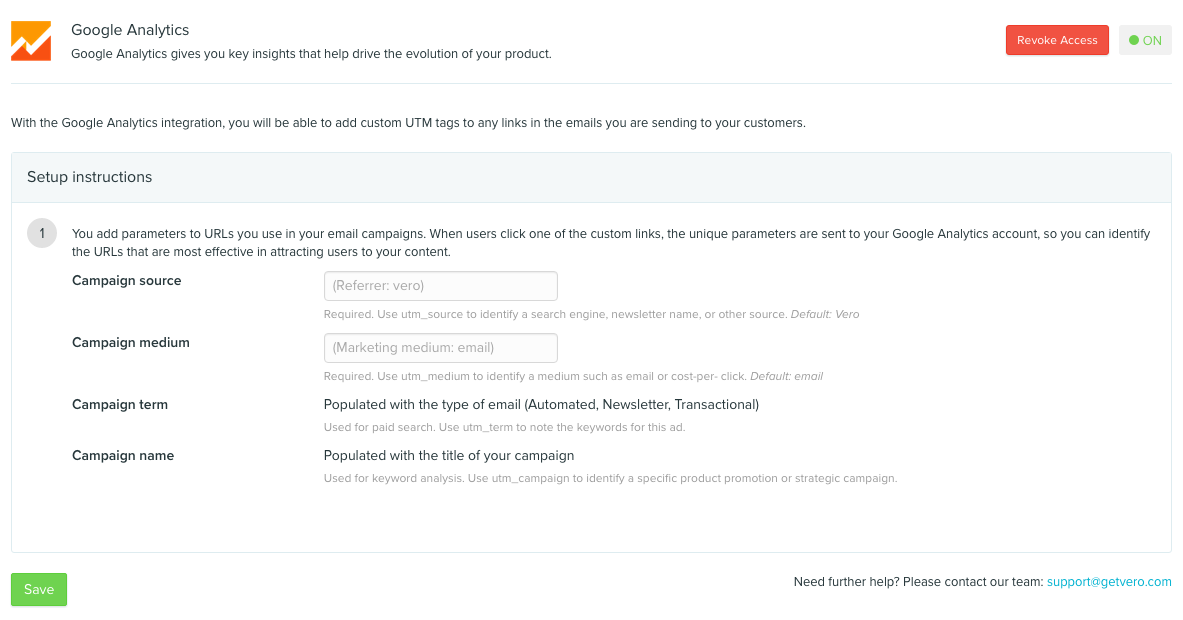 Google Analytics
Google Analytics gives you key insights that help drive the evolution of your product.
Revoke Access
ON
With the Google Analytics integration, you will be able to add custom UTM tags to any links in the emails you are sending to your customers.
Setup instructions
1
You add parameters to URLs you use in your email campaigns. When users click one of the custom links, the unique parameters are sent to your Google Analytics account, so you can identify
the URLs that are most effective in attracting users to your content.
Campaign source
(Referrer: vero)
Required. Use utm_source to identify a search engine, newsletter name, or other source. Default: Vero
Campaign medium
(Marketing medium: email)
Required. Use utm_medium to identify a medium such as email or cost-per- click. Default: email
Campaign term
Populated with the type of email (Automated, Newsletter, Transactional)
Used for paid search. Use utm_term to note the keywords for this ad.
Campaign name
Populated with the title of your campaign
Used for keyword analysis. Use utm_campaign to identify a specific product promotion or strategic campaign.
Save
Need further help? Please contact our team: support@getvero.com